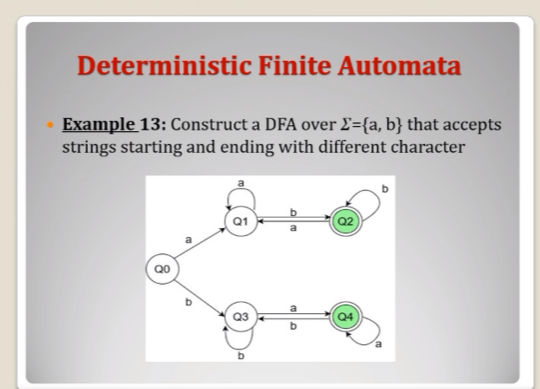 Deterministic Finite Automata
Example 13: Construct a DFA over Σ={a, b} that accepts
strings starting and ending with different character
a
b
Q1
b
a
Q2
a
Q0
b
Q3
a
b
Q4
b
a